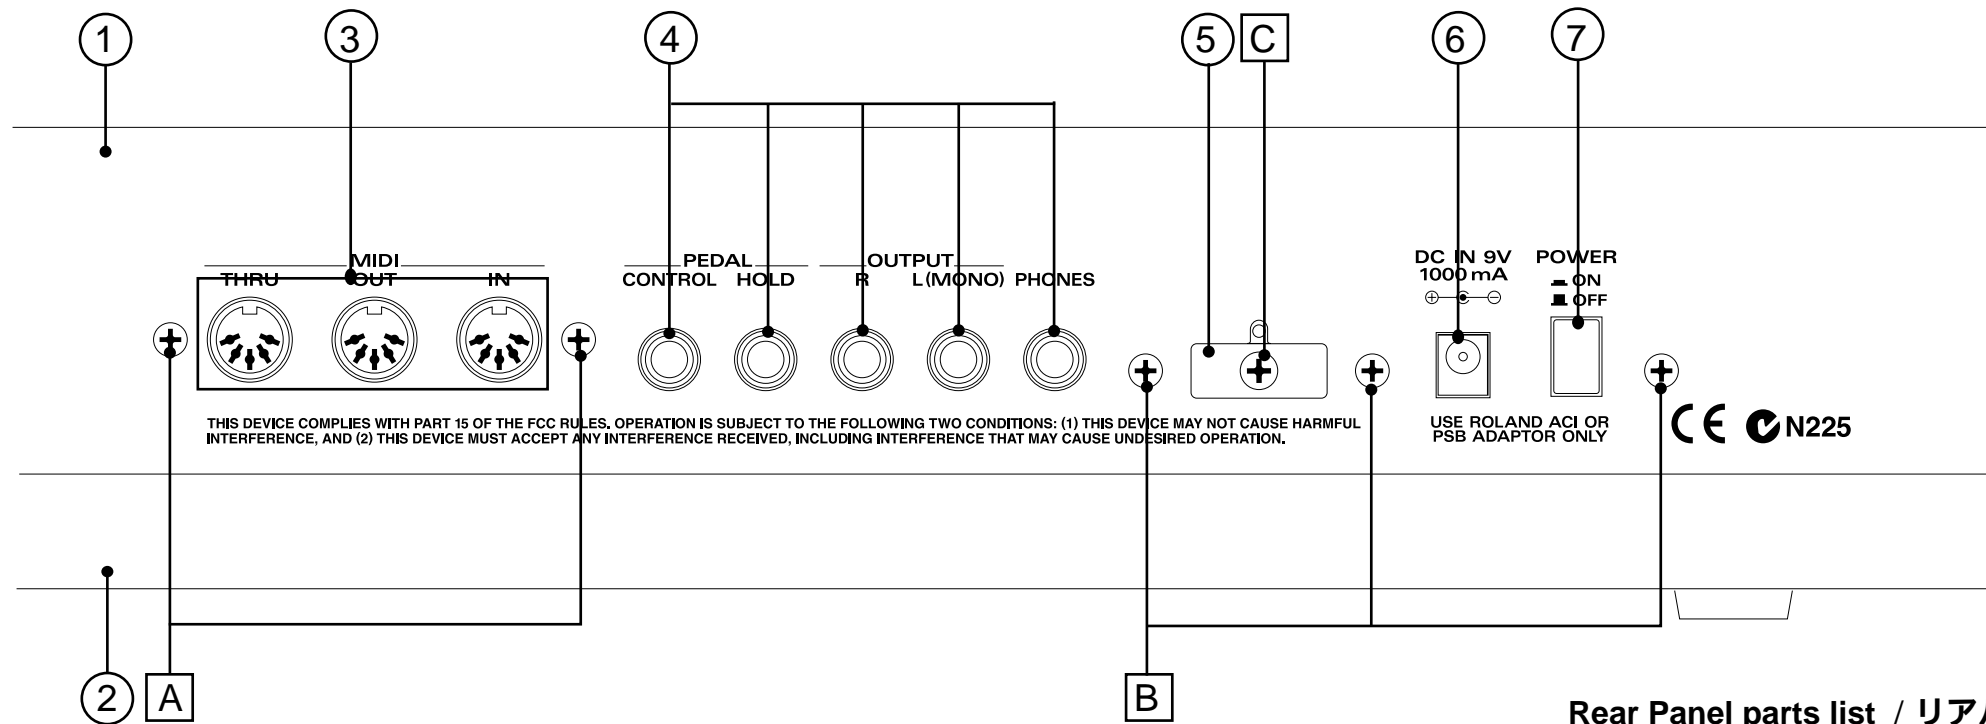 1 3 4 5 C 6 7
MIDI
THRU OUT IN
PEDAL OUTPUT
CONTROL HOLD R L(MONO) PHONES
DC IN 9V
1000 mA
POWER
ON
OFF
THIS DEVICE COMPLIES WITH PART 15 OF THE FCC RULES. OPERATION IS SUBJECT TO THE FOLLOWING TWO CONDITIONS: (1) THIS DEVICE MAY NOT CAUSE HARMFUL
INTERFERENCE, AND (2) THIS DEVICE MUST ACCEPT ANY INTERFERENCE RECEIVED, INCLUDING INTERFERENCE THAT MAY CAUSE UNDESIRED OPERATION.
USE ROLAND ACI OR
PSB ADAPTOR ONLY
CE N225
2 A B
Rear Panel parts list / リア